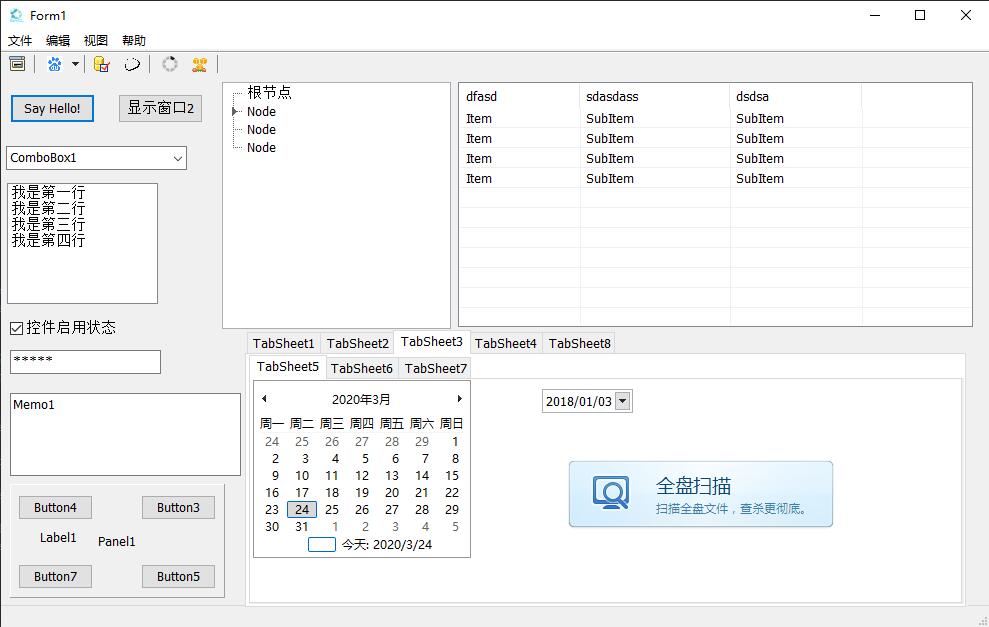 Form1
文件 编辑 视图 帮助
Say Hello!
显示窗口2
ComboBox1
我是第一行
我是第二行
我是第三行
我是第四行
控件启用状态
*****
Memo1
Button4
Button3
Label1
Panel1
Button7
Button5
根节点
Node
Node
Node
dfasd sdasdass dsdsa
Item SubItem SubItem
Item SubItem SubItem
Item SubItem SubItem
Item SubItem SubItem
TabSheet1 TabSheet2 TabSheet3 TabSheet4 TabSheet8
TabSheet5 TabSheet6 TabSheet7
2020年3月
周一 周二 周三 周四 周五 周六 周日
24 25 26 27 28 29 1
2 3 4 5 6 7 8
9 10 11 12 13 14 15
16 17 18 19 20 21 22
23 24 25 26 27 28 29
30 31 1 2 3 4 5
今天: 2020/3/24
2018/01/03
全盘扫描
扫描全盘文件，查杀更彻底。